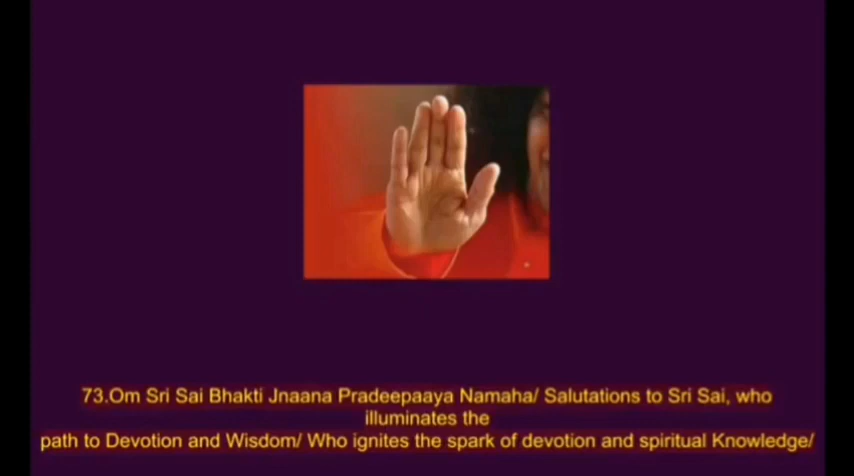 73.Om Sri Sai Bhakti Jnaana Pradeepaaya Namaha/ Salutations to Sri Sai, who
illuminates the
path to Devotion and Wisdom/ Who ignites the spark of devotion and spiritual Knowledge/